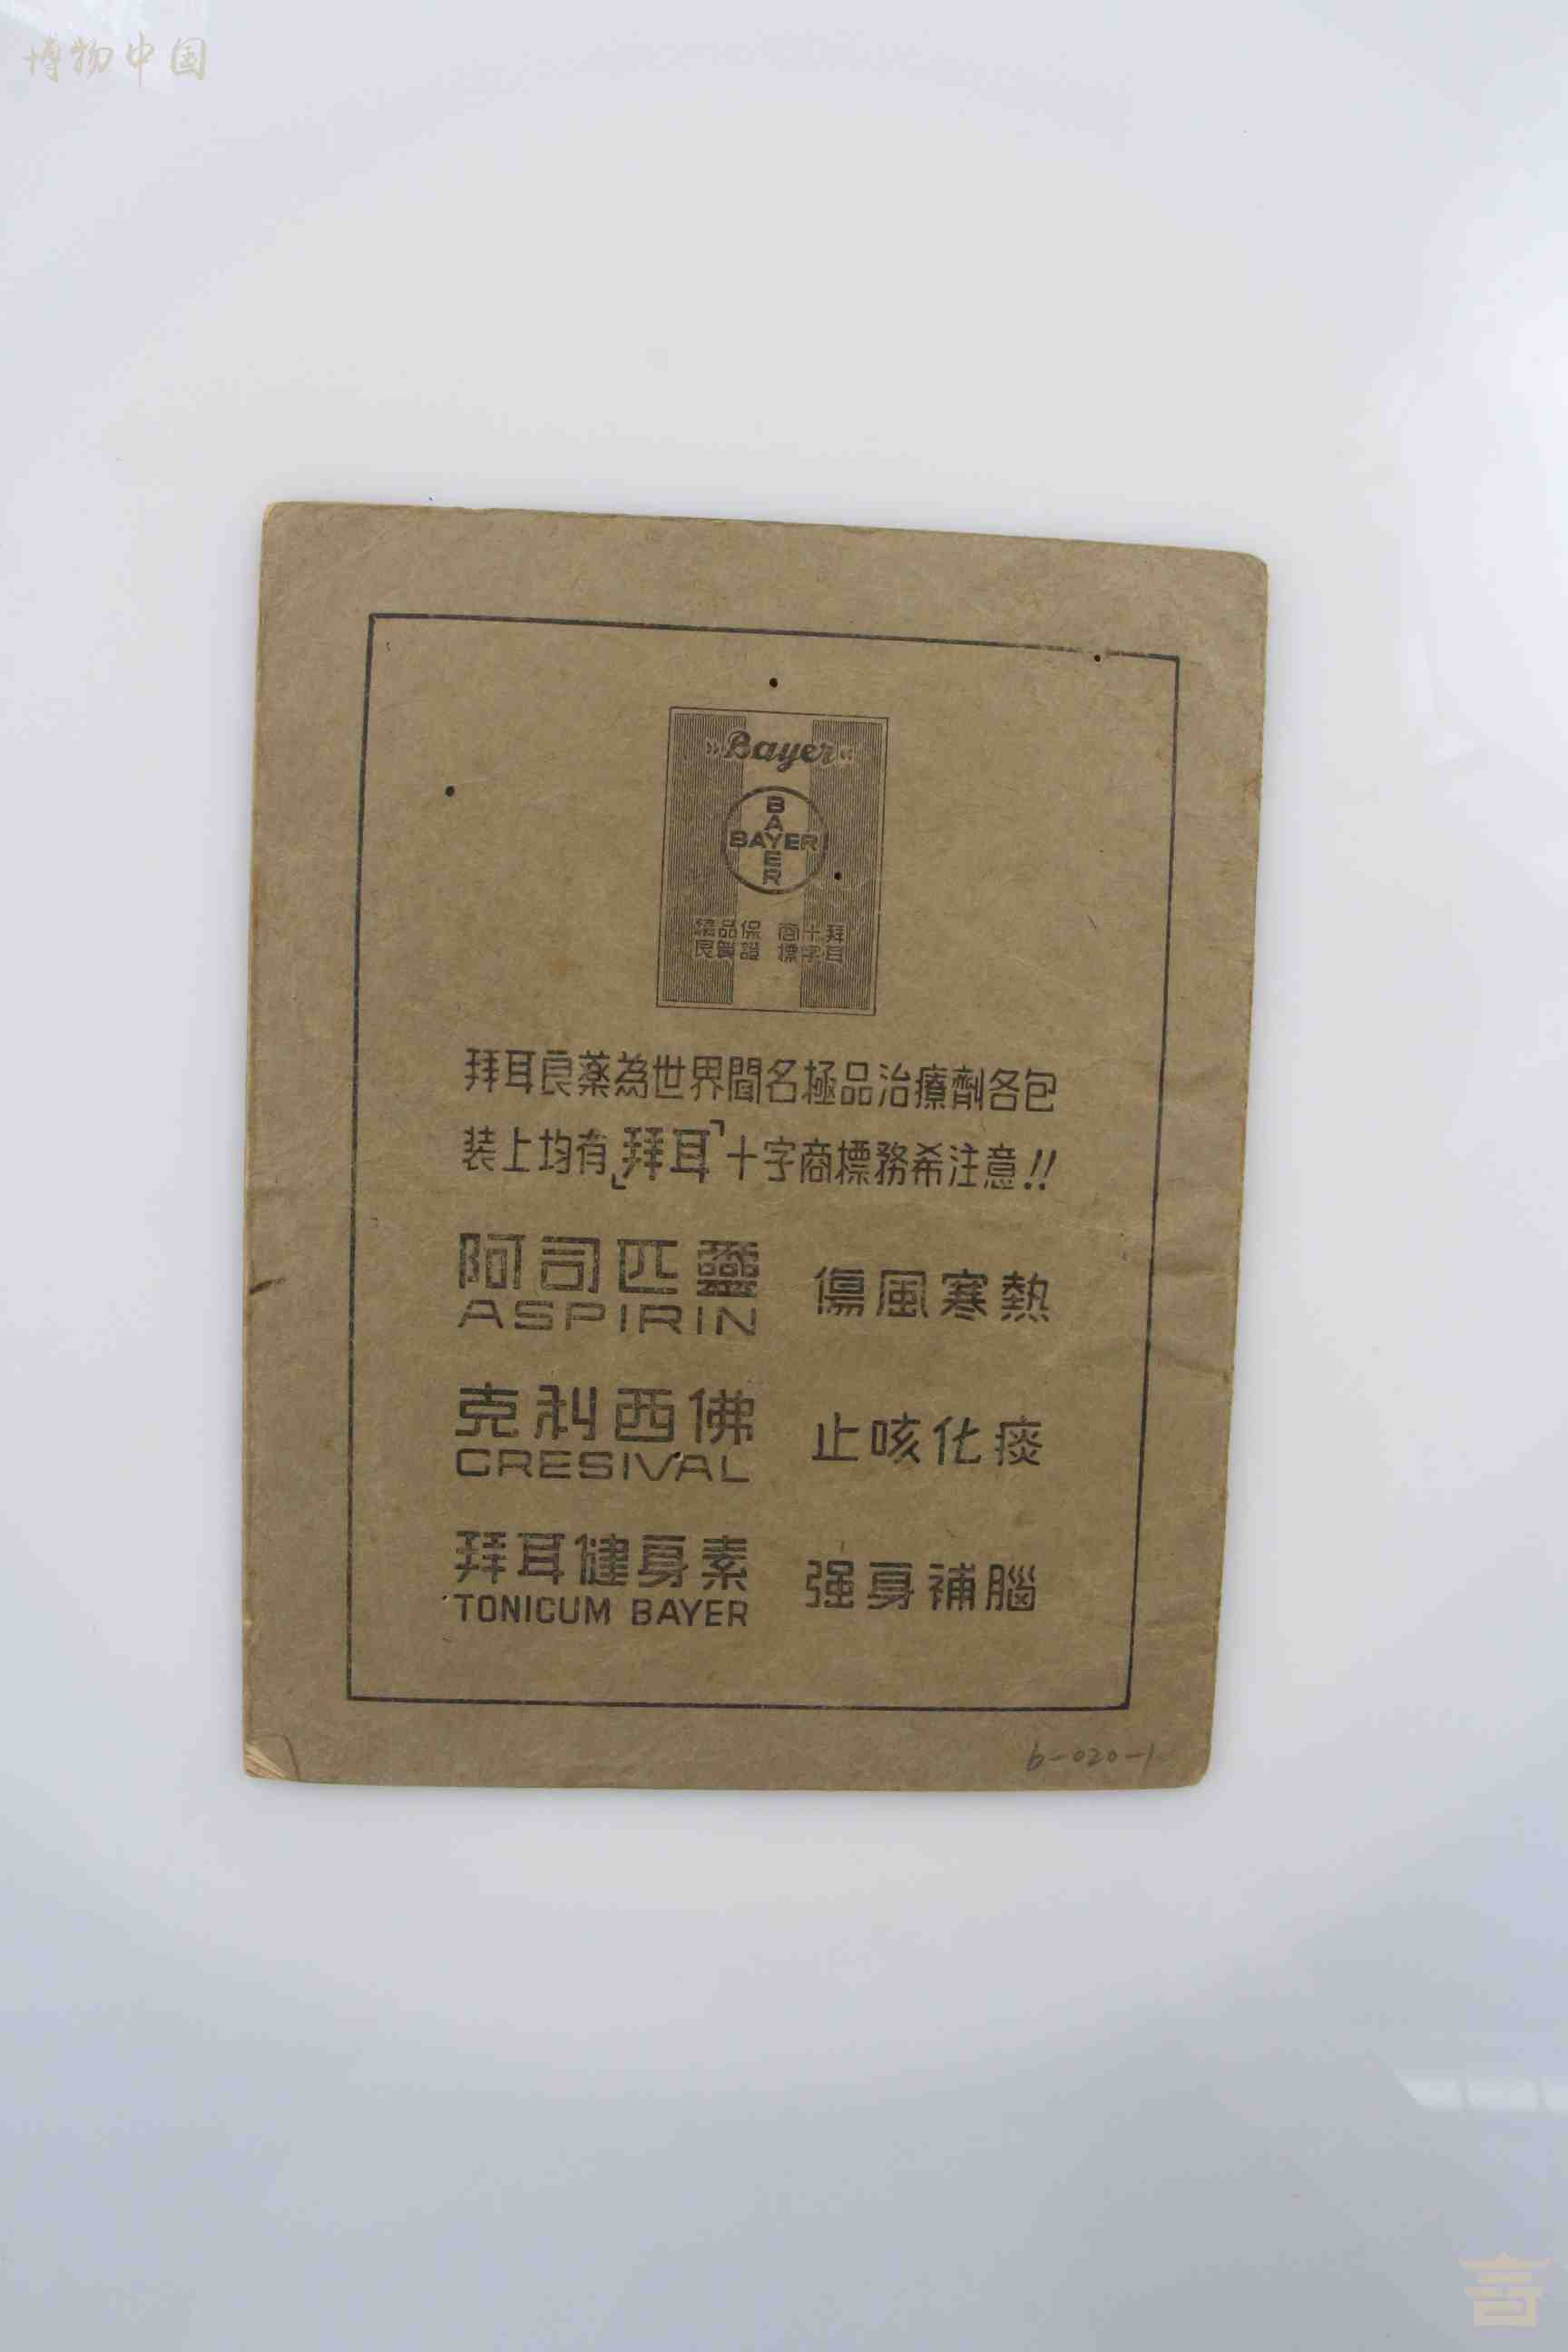 博物中国
»Bayer«
BAYER
BAYER
精品保 商十拜
良質證 標字耳
拜耳良藥為世界聞名極品治療劑各包
装上均有「拜耳」十字商標務希注意!!
阿司匹靈 傷風寒熱
ASPIRIN
克利西佛 止咳化痰
CRESIVAL
拜耳健身素 强身補腦
TONICUM BAYER
b-020-1